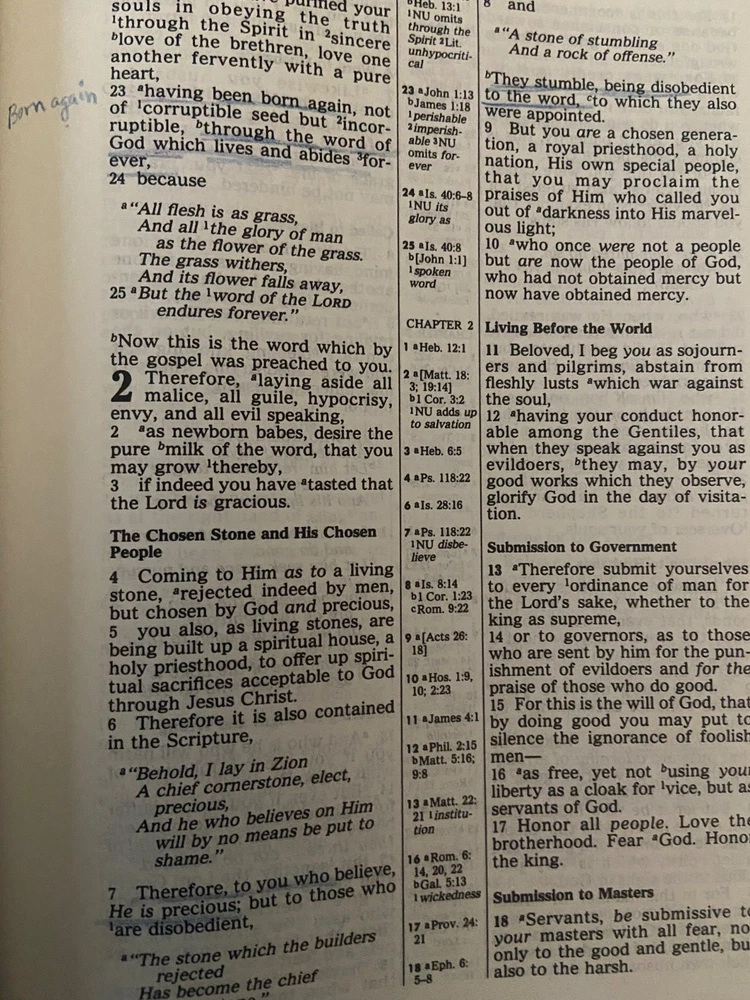 purified your
souls in obeying the truth
¹through the Spirit in ²sincere
ᵇlove of the brethren, love one
another fervently with a pure
heart,
23 ᵃhaving been born again, not
of ¹corruptible seed but ²incor-
ruptible, ᵇthrough the word of
God which lives and abides ³for-
ever,
24 because
ᵃ"All flesh is as grass,
And all ¹the glory of man
as the flower of the grass.
The grass withers,
And its flower falls away,
25 ᵃBut the ¹word of the LORD
endures forever."
ᵇNow this is the word which by
the gospel was preached to you.
2 Therefore, ᵃlaying aside all
malice, all guile, hypocrisy,
envy, and all evil speaking,
2 ᵃas newborn babes, desire the
pure ᵇmilk of the word, that you
may grow ¹thereby,
3 if indeed you have ᵃtasted that
the Lord is gracious.
The Chosen Stone and His Chosen
People
4 Coming to Him as to a living
stone, ᵃrejected indeed by men,
but chosen by God and precious,
5 you also, as living stones, are
being built up a spiritual house, a
holy priesthood, to offer up spiri-
tual sacrifices acceptable to God
through Jesus Christ.
6 Therefore it is also contained
in the Scripture,
ᵃ"Behold, I lay in Zion
A chief cornerstone, elect,
precious,
And he who believes on Him
will by no means be put to
shame."
7 Therefore, to you who believe,
He is precious; but to those who
¹are disobedient,
ᵃ"The stone which the builders
rejected
Has become the chief
Born again
ᵇHeb. 13:1
¹NU omits
through the
Spirit ²Lit.
unhypocriti-
cal
23 ᵃJohn 1:13
ᵇJames 1:18
¹perishable
²imperish-
able ³NU
omits for-
ever
24 ᵃIs. 40:6–8
¹NU its
glory as
25 ᵃIs. 40:8
ᵇ[John 1:1]
¹spoken
word
CHAPTER 2
1 ᵃHeb. 12:1
2 ᵃ[Matt. 18:
3; 19:14]
ᵇ1 Cor. 3:2
¹NU adds up
to salvation
3 ᵃHeb. 6:5
4 ᵃPs. 118:22
6 ᵃIs. 28:16
7 ᵃPs. 118:22
¹NU disbe-
lieve
8 ᵃIs. 8:14
ᵇ1 Cor. 1:23
ᶜRom. 9:22
9 ᵃ[Acts 26:
18]
10 ᵃHos. 1:9,
10; 2:23
11 ᵃJames 4:1
12 ᵃPhil. 2:15
ᵇMatt. 5:16;
9:8
13 ᵃMatt. 22:
21 ¹institu-
tion
16 ᵃRom. 6:
14, 20, 22
ᵇGal. 5:13
¹wickedness
17 ᵃProv. 24:
21
18 ᵃEph. 6:
5–8
8 and
ᵃ"A stone of stumbling
And a rock of offense."
ᵇThey stumble, being disobedient
to the word, ᶜto which they also
were appointed.
9 But you are a chosen genera-
tion, a royal priesthood, a holy
nation, His own special people,
that you may proclaim the
praises of Him who called you
out of ᵃdarkness into His marvel-
ous light;
10 ᵃwho once were not a people
but are now the people of God,
who had not obtained mercy but
now have obtained mercy.
Living Before the World
11 Beloved, I beg you as sojourn-
ers and pilgrims, abstain from
fleshly lusts ᵃwhich war against
the soul,
12 ᵃhaving your conduct honor-
able among the Gentiles, that
when they speak against you as
evildoers, ᵇthey may, by your
good works which they observe,
glorify God in the day of visita-
tion.
Submission to Government
13 ᵃTherefore submit yourselves
to every ¹ordinance of man for
the Lord's sake, whether to the
king as supreme,
14 or to governors, as to those
who are sent by him for the pun-
ishment of evildoers and for the
praise of those who do good.
15 For this is the will of God, that
by doing good you may put to
silence the ignorance of foolish
men—
16 ᵃas free, yet not ᵇusing your
liberty as a cloak for ¹vice, but as
servants of God.
17 Honor all people. Love the
brotherhood. Fear ᵃGod. Honor
the king.
Submission to Masters
18 ᵃServants, be submissive to
your masters with all fear, no
only to the good and gentle, but
also to the harsh.